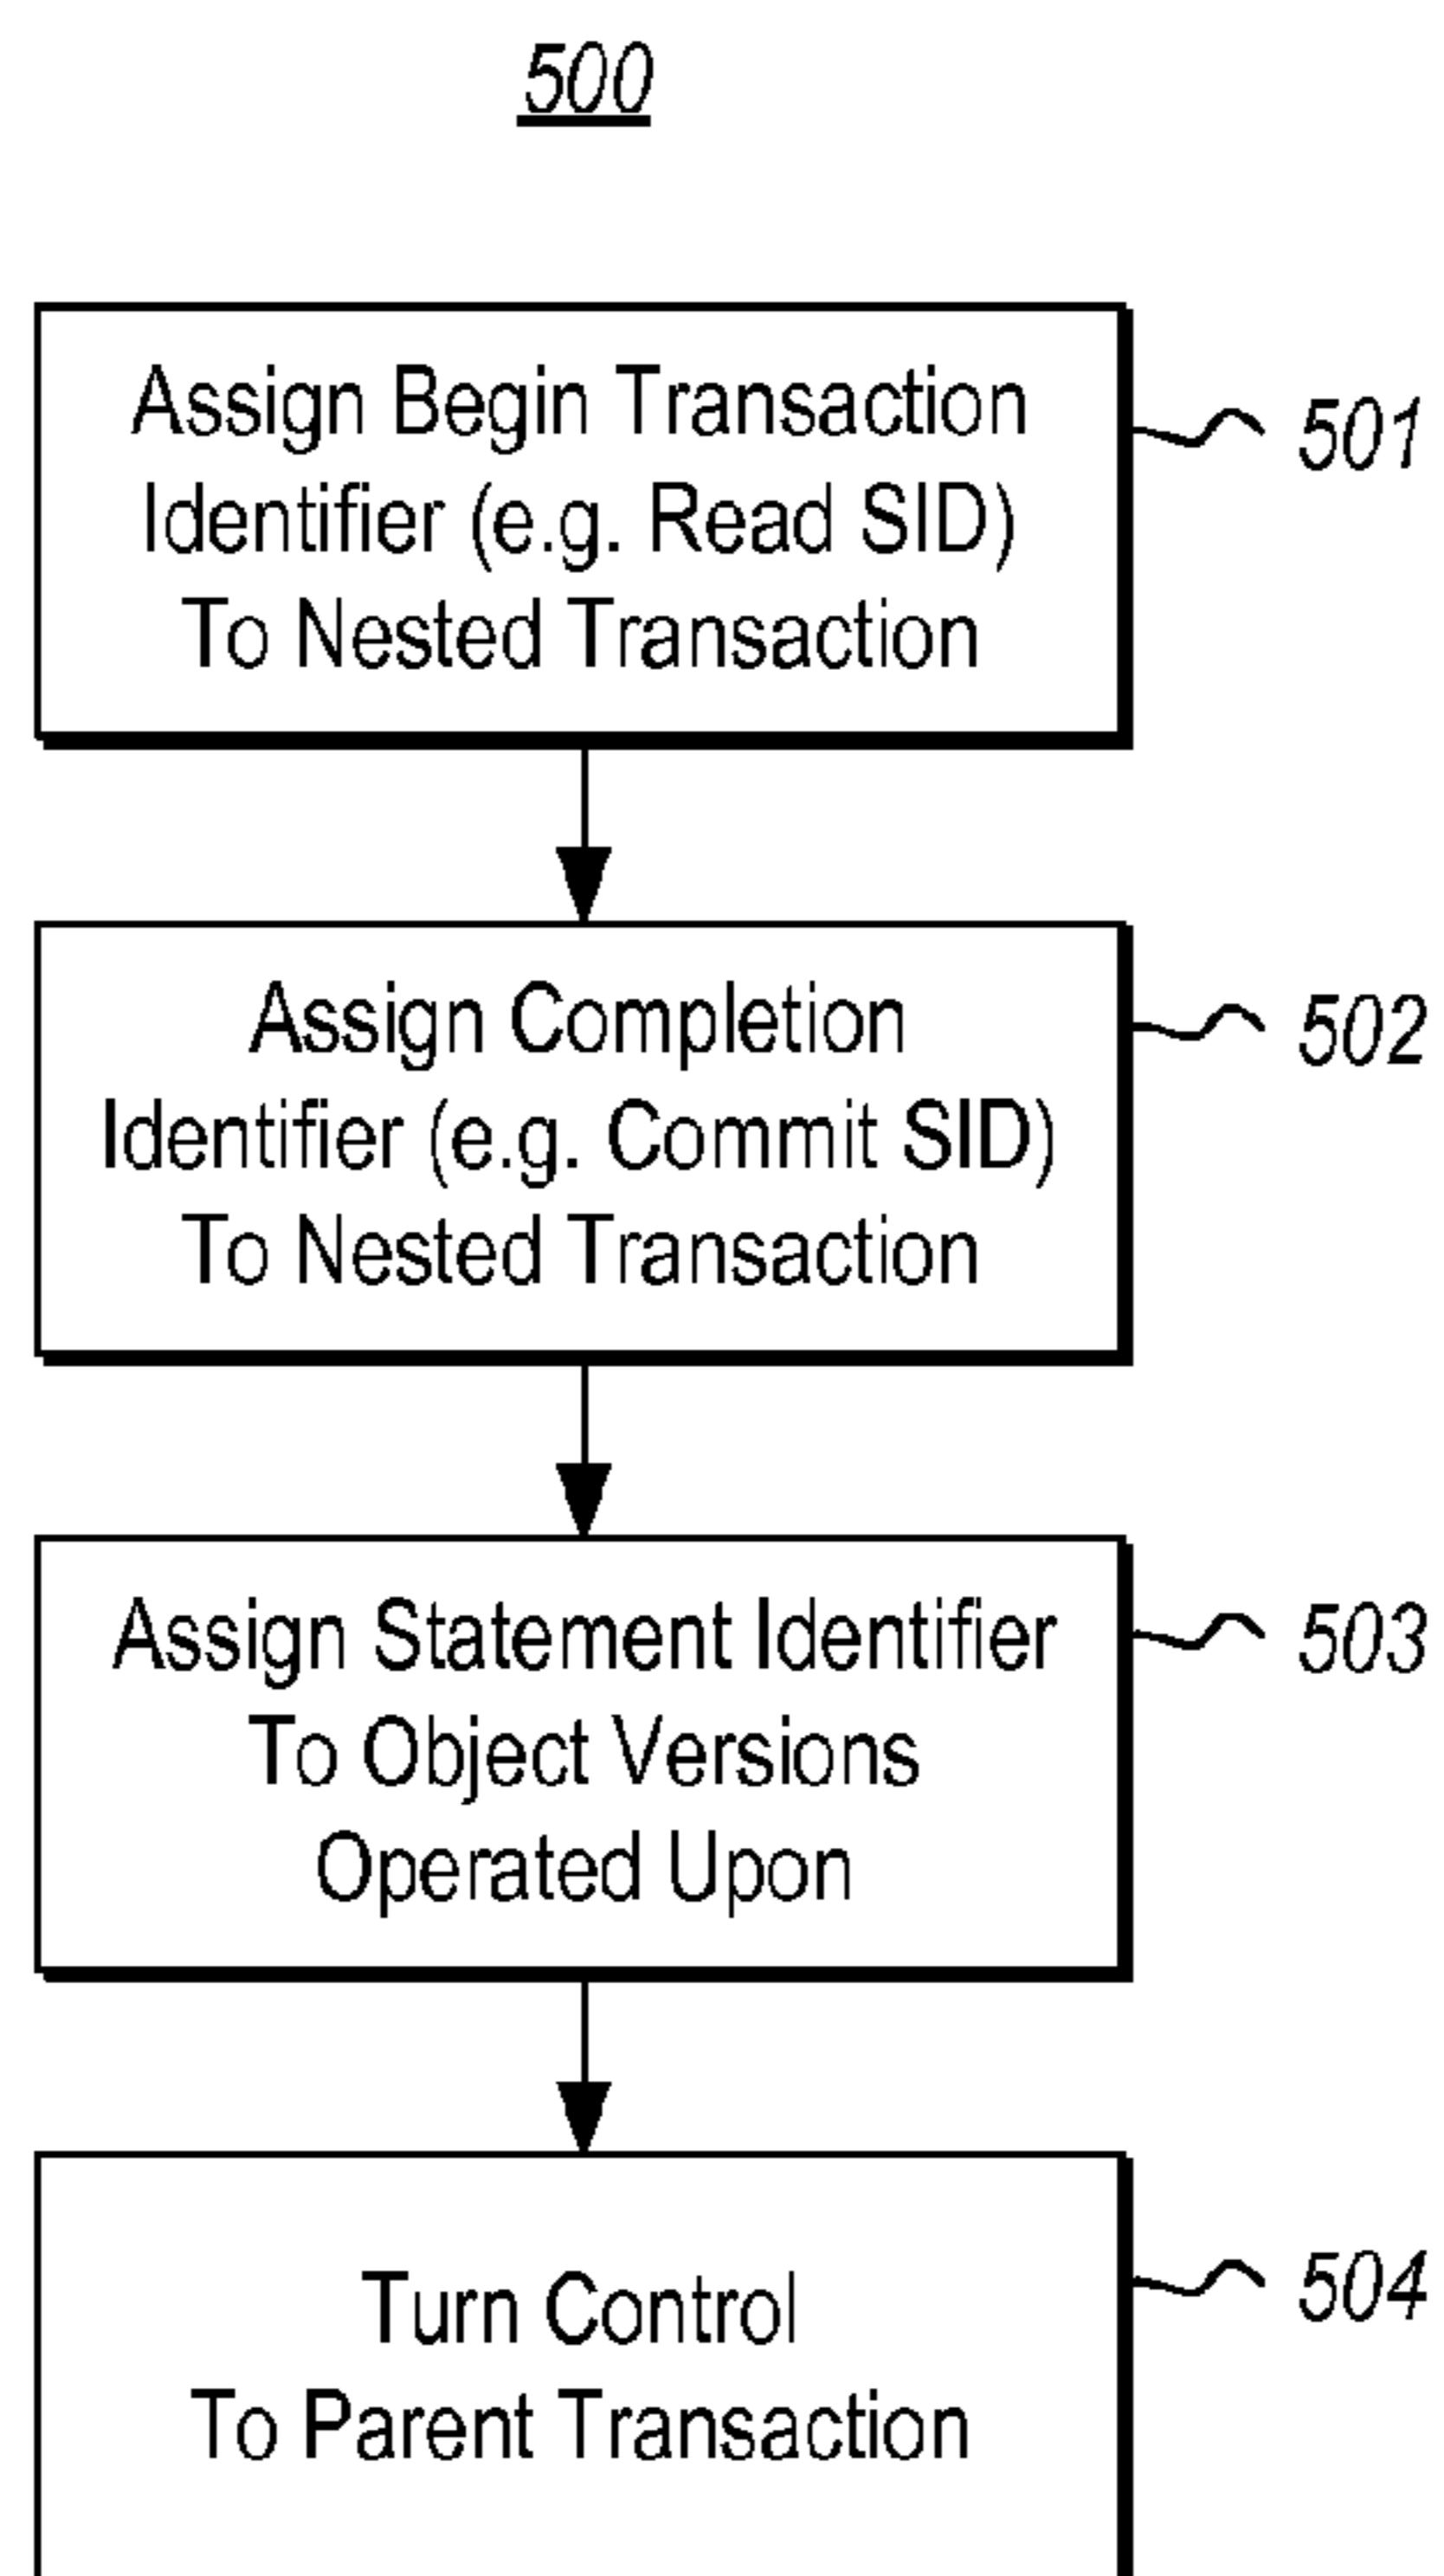 500
Assign Begin Transaction
Identifier (e.g. Read SID)
To Nested Transaction
501
Assign Completion
Identifier (e.g. Commit SID)
To Nested Transaction
502
Assign Statement Identifier
To Object Versions
Operated Upon
503
Turn Control
To Parent Transaction
504